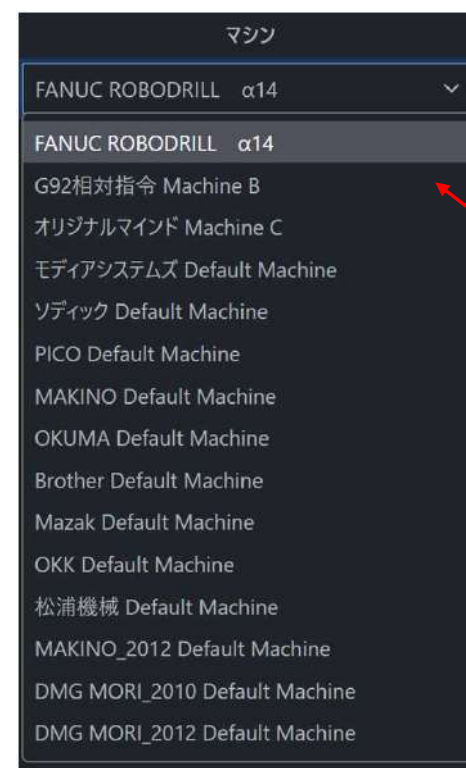 マシン
FANUC ROBODRILL　α14
FANUC ROBODRILL　α14
G92相対指令 Machine B
オリジナルマインド Machine C
モディアシステムズ Default Machine
ソディック Default Machine
PICO Default Machine
MAKINO Default Machine
OKUMA Default Machine
Brother Default Machine
Mazak Default Machine
OKK Default Machine
松浦機械 Default Machine
MAKINO_2012 Default Machine
DMG MORI_2010 Default Machine
DMG MORI_2012 Default Machine